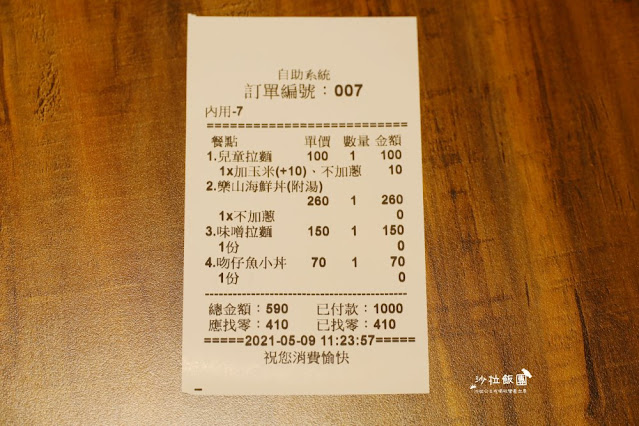 自助系統
訂單編號：007
內用-7
餐點 單價 數量 金額
1.兒童拉麵 100 1 100
1x加玉米(+10)、不加蔥 10
2.樂山海鮮丼(附湯)
260 1 260
1x不加蔥 0
3.味噌拉麵 150 1 150
1份 0
4.吻仔魚小丼 70 1 70
1份 0
總金額：590 已付款：1000
應找零：410 已找零：410
=====2021-05-09 11:23:57=====
祝您消費愉快
沙拉飯團